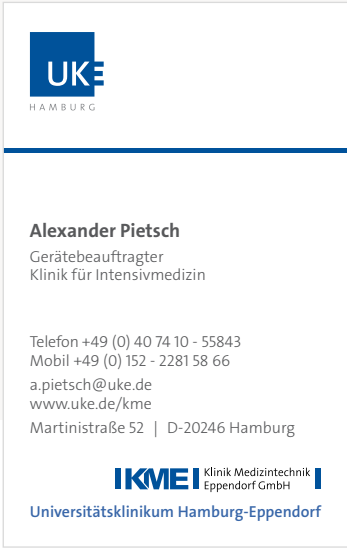 UKE
HAMBURG
Alexander Pietsch
Gerätebeauftragter
Klinik für Intensivmedizin
Telefon +49 (0) 40 74 10 - 55843
Mobil +49 (0) 152 - 2281 58 66
a.pietsch@uke.de
www.uke.de/kme
Martinistraße 52 | D-20246 Hamburg
KME Klinik Medizintechnik
Eppendorf GmbH
Universitätsklinikum Hamburg-Eppendorf